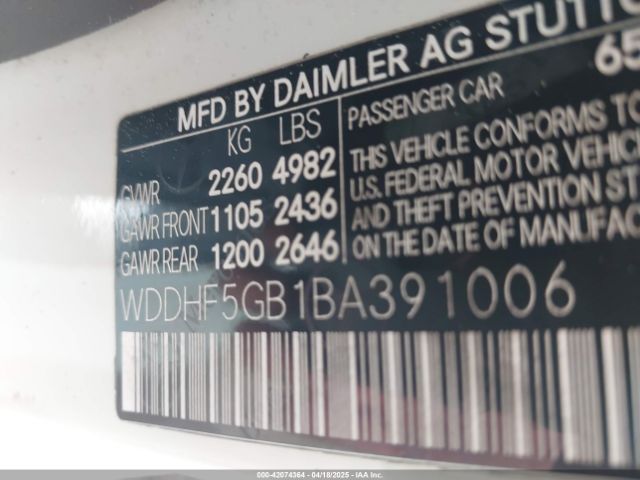 MFD BY DAIMLER AG STUTTG
KG LBS
GVWR 2260 4982
GAWR FRONT 1105 2436
GAWR REAR 1200 2646
PASSENGER CAR 65
THIS VEHICLE CONFORMS TO
U.S. FEDERAL MOTOR VEHIC
AND THEFT PREVENTION ST
ON THE DATE OF MANUFAC
WDDHF5GB1BA391006
000-42074364 - 04/18/2025 - IAA Inc.